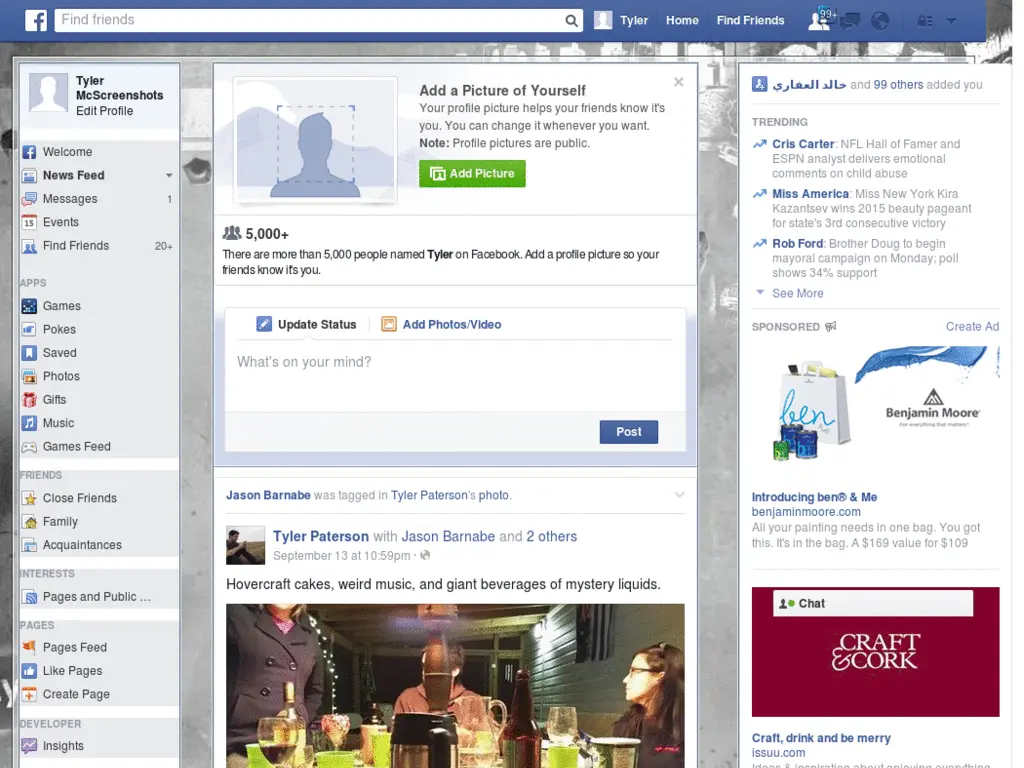 Find friends
Tyler
Home
Find Friends
99+
Tyler
McScreenshots
Edit Profile
Welcome
News Feed
Messages 1
15 Events
Find Friends 20+
APPS
Games
Pokes
Saved
Photos
Gifts
Music
Games Feed
FRIENDS
Close Friends
Family
Acquaintances
INTERESTS
Pages and Public ...
PAGES
Pages Feed
Like Pages
Create Page
DEVELOPER
Insights
Add a Picture of Yourself
Your profile picture helps your friends know it's
you. You can change it whenever you want.
Note: Profile pictures are public.
Add Picture
5,000+
There are more than 5,000 people named Tyler on Facebook. Add a profile picture so your
friends know it's you.
Update Status
Add Photos/Video
What's on your mind?
Post
Jason Barnabe was tagged in Tyler Paterson's photo.
Tyler Paterson with Jason Barnabe and 2 others
September 13 at 10:59pm ·
Hovercraft cakes, weird music, and giant beverages of mystery liquids.
خالد العفاري and 99 others added you
TRENDING
Cris Carter: NFL Hall of Famer and
ESPN analyst delivers emotional
comments on child abuse
Miss America: Miss New York Kira
Kazantsev wins 2015 beauty pageant
for state's 3rd consecutive victory
Rob Ford: Brother Doug to begin
mayoral campaign on Monday; poll
shows 34% support
See More
SPONSORED
Create Ad
ben
Benjamin Moore
For everything that matters.
Introducing ben® & Me
benjaminmoore.com
All your painting needs in one bag. You got
this. It's in the bag. A $169 value for $109
Chat
CRAFT
&CORK
Craft, drink and be merry
issuu.com
Ideas & inspiration about enjoying everything